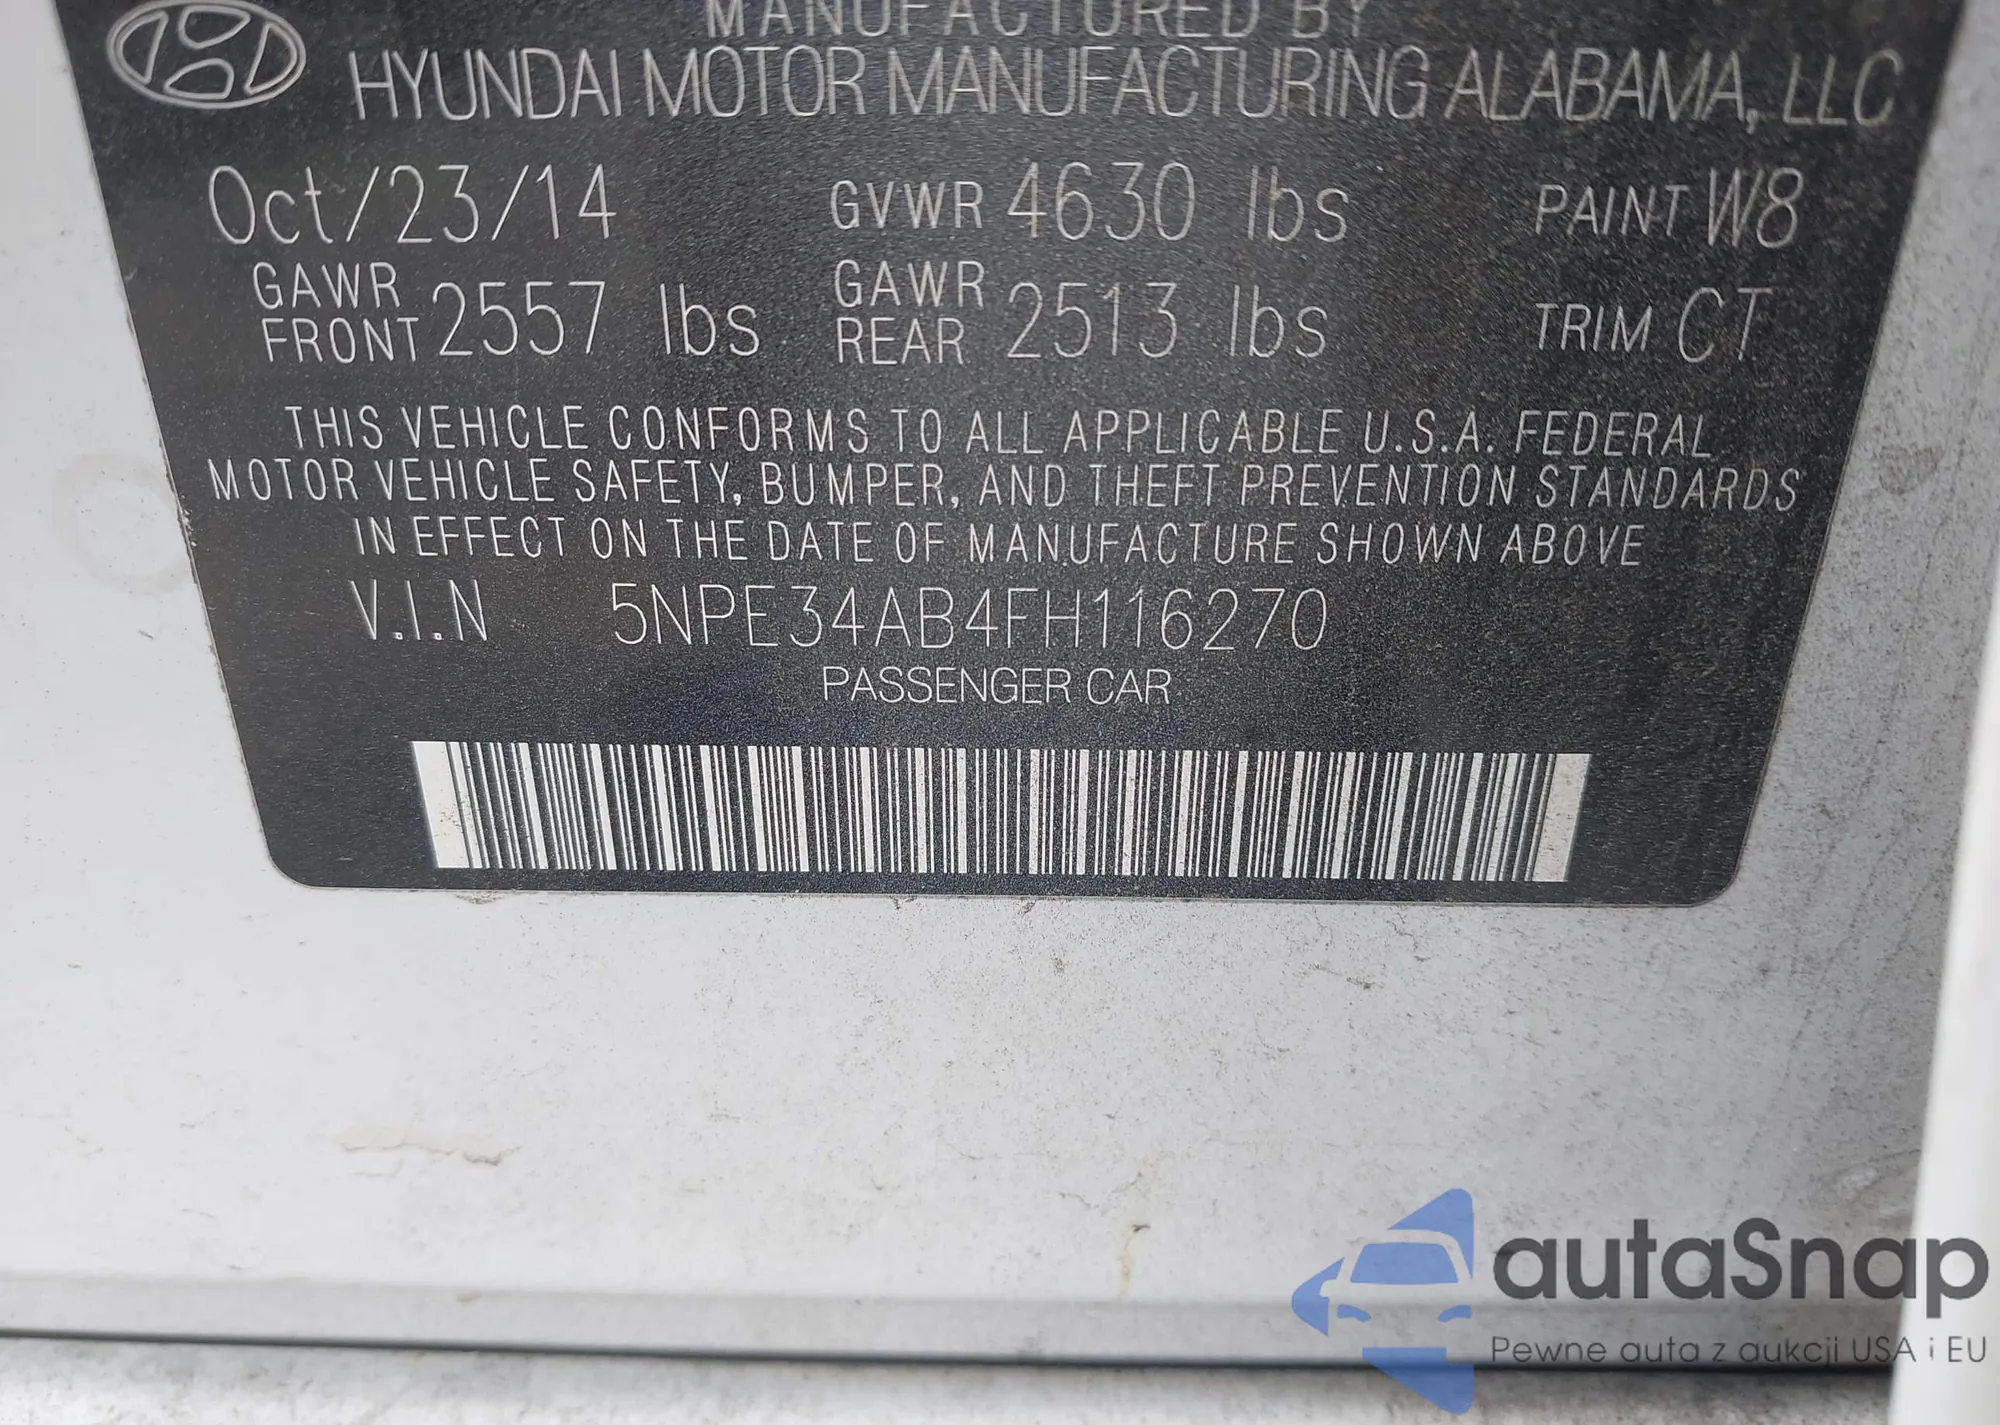 MANUFACTURED BY
HYUNDAI MOTOR MANUFACTURING ALABAMA, LLC
Oct/23/14 GVWR 4630 lbs PAINT W8
GAWR FRONT 2557 lbs GAWR REAR 2513 lbs TRIM CT
THIS VEHICLE CONFORMS TO ALL APPLICABLE U.S.A. FEDERAL
MOTOR VEHICLE SAFETY, BUMPER, AND THEFT PREVENTION STANDARDS
IN EFFECT ON THE DATE OF MANUFACTURE SHOWN ABOVE
V.I.N 5NPE34AB4FH116270
PASSENGER CAR
autaSnap
Pewne auta z aukcji USA i EU